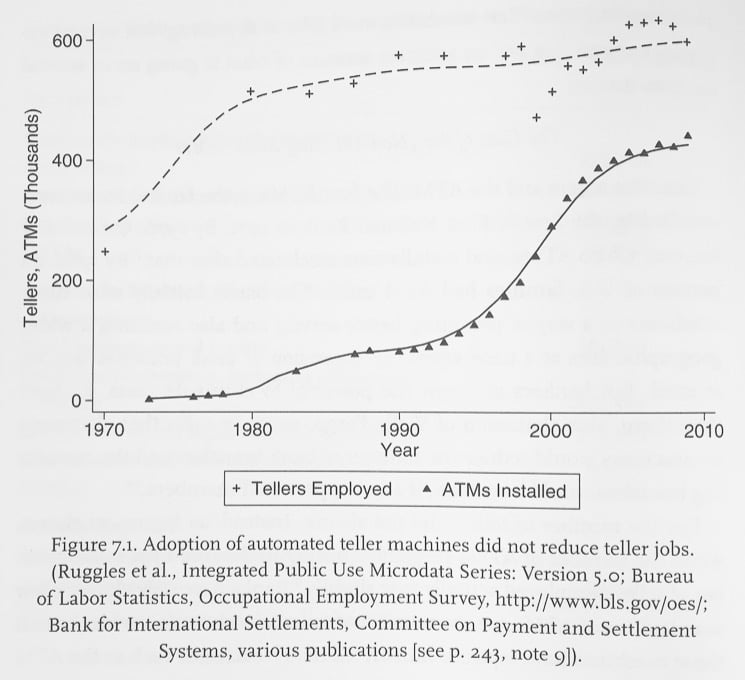 600
400
200
0
Tellers, ATMs (Thousands)
1970 1980 1990 2000 2010
Year
+ Tellers Employed ▲ ATMs Installed
Figure 7.1. Adoption of automated teller machines did not reduce teller jobs.
(Ruggles et al., Integrated Public Use Microdata Series: Version 5.0; Bureau
of Labor Statistics, Occupational Employment Survey, http://www.bls.gov/oes/;
Bank for International Settlements, Committee on Payment and Settlement
Systems, various publications [see p. 243, note 9]).